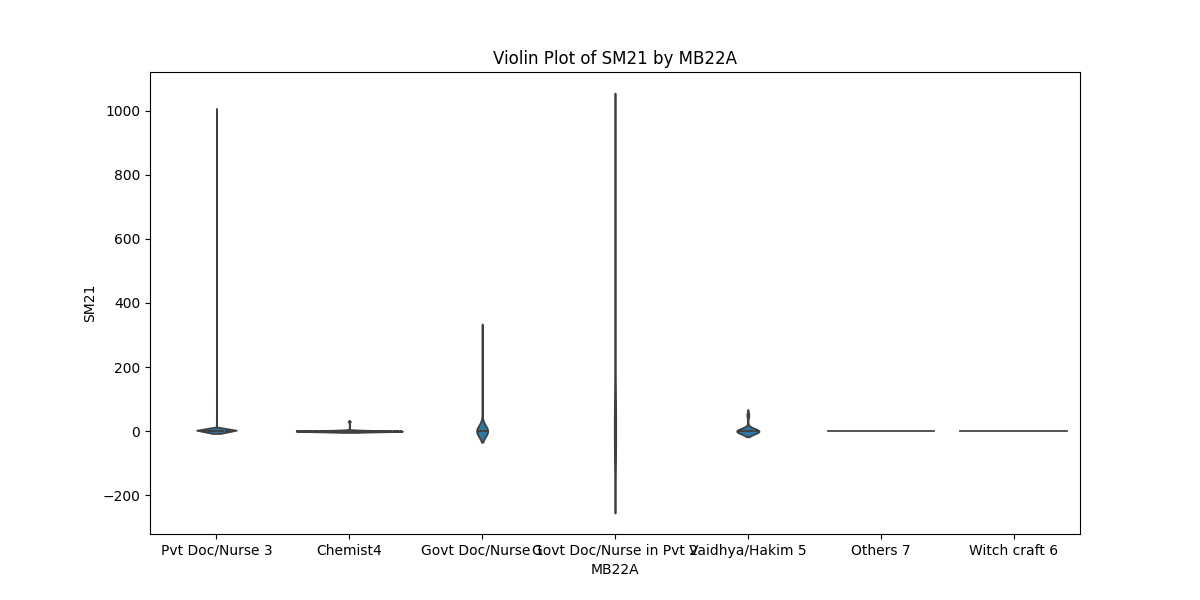 Violin Plot of SM21 by MB22A
1000
800
600
400
200
0
−200
SM21
Pvt Doc/Nurse 3
Chemist4
Govt Doc/Nurse 1
Govt Doc/Nurse in Pvt 2
Vaidhya/Hakim 5
Others 7
Witch craft 6
MB22A